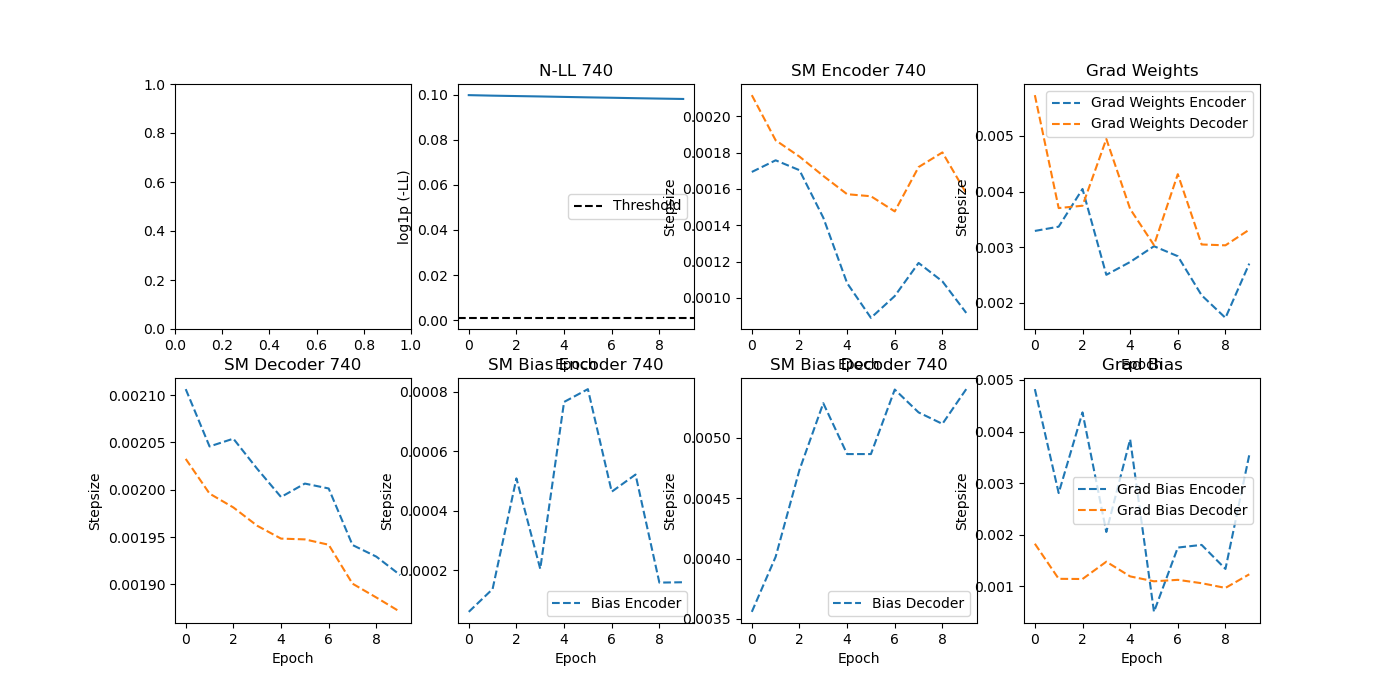 1.0
0.8
0.6
0.4
0.2
0.0
0.0 0.2 0.4 0.6 0.8 1.0
N-LL 740
log1p (-LL)
0.10
0.08
0.06
0.04
0.02
0.00
Threshold
0 2 4 6 8
Epoch
SM Encoder 740
Stepsize
0.0020
0.0018
0.0016
0.0014
0.0012
0.0010
0 2 4 6 8
Epoch
Grad Weights
Stepsize
0.005
0.004
0.003
0.002
Grad Weights Encoder
Grad Weights Decoder
0 2 4 6 8
Epoch
SM Decoder 740
Stepsize
0.00210
0.00205
0.00200
0.00195
0.00190
0 2 4 6 8
Epoch
SM Bias Encoder 740
Stepsize
0.0008
0.0006
0.0004
0.0002
Bias Encoder
0 2 4 6 8
Epoch
SM Bias Decoder 740
Stepsize
0.00500
0.00450
0.00400
0.00350
Bias Decoder
0 2 4 6 8
Epoch
Grad Bias
Stepsize
0.005
0.004
0.003
0.002
0.001
Grad Bias Encoder
Grad Bias Decoder
0 2 4 6 8
Epoch